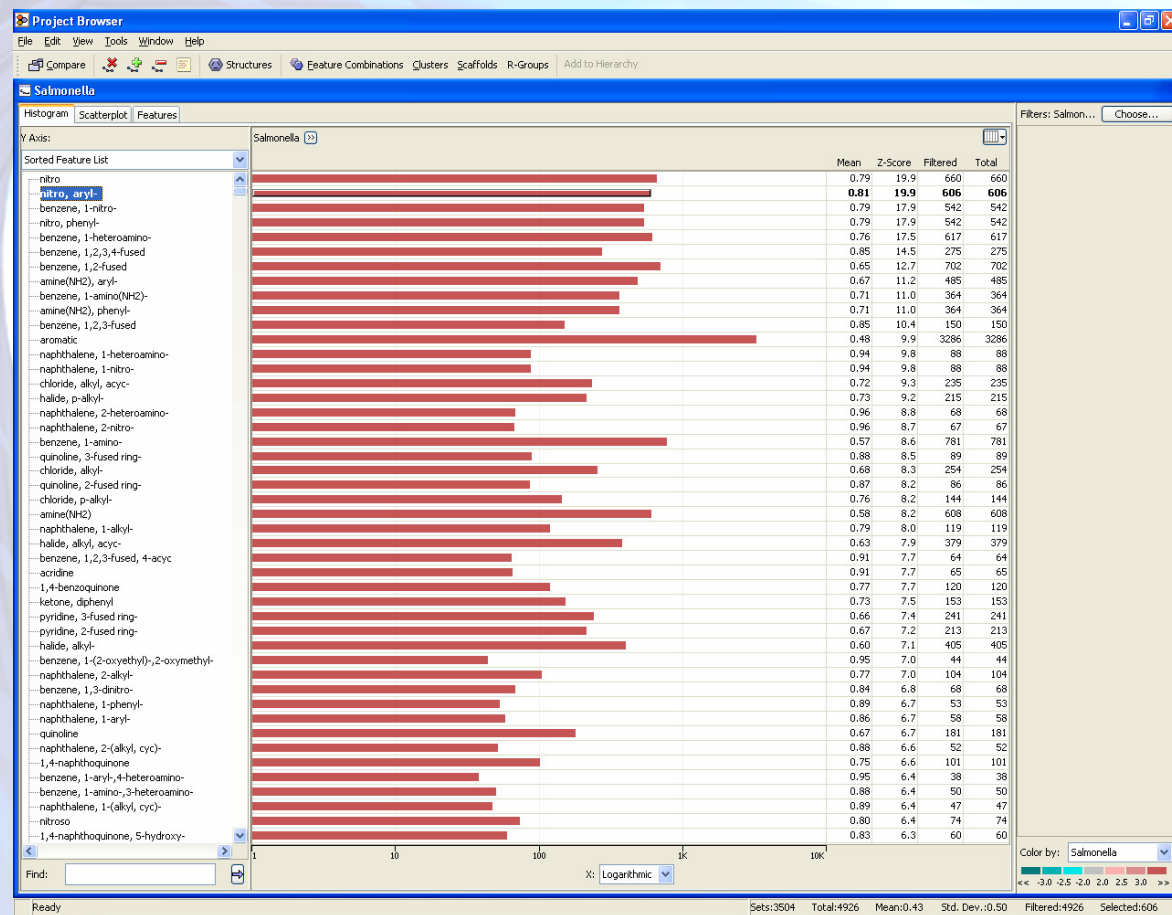 Project Browser
File Edit View Tools Window Help
Compare Structures Feature Combinations Clusters Scaffolds R-Groups Add to Hierarchy
Salmonella
Histogram Scatterplot Features Filters: Salmon... Choose...
Y Axis: Salmonella >>
Sorted Feature List Mean Z-Score Filtered Total
nitro 0.79 19.9 660 660
nitro, aryl- 0.81 19.9 606 606
benzene, 1-nitro- 0.79 17.9 542 542
nitro, phenyl- 0.79 17.9 542 542
benzene, 1-heteroamino- 0.76 17.5 617 617
benzene, 1,2,3,4-fused 0.85 14.5 275 275
benzene, 1,2-fused 0.65 12.7 702 702
amine(NH2), aryl- 0.67 11.2 485 485
benzene, 1-amino(NH2)- 0.71 11.0 364 364
amine(NH2), phenyl- 0.71 11.0 364 364
benzene, 1,2,3-fused 0.85 10.4 150 150
aromatic 0.48 9.9 3286 3286
naphthalene, 1-heteroamino- 0.94 9.8 88 88
naphthalene, 1-nitro- 0.94 9.8 88 88
chloride, alkyl, acyc- 0.72 9.3 235 235
halide, p-alkyl- 0.73 9.2 215 215
naphthalene, 2-heteroamino- 0.96 8.8 68 68
naphthalene, 2-nitro- 0.96 8.7 67 67
benzene, 1-amino- 0.57 8.6 781 781
quinoline, 3-fused ring- 0.88 8.5 89 89
chloride, alkyl- 0.68 8.3 254 254
quinoline, 2-fused ring- 0.87 8.2 86 86
chloride, p-alkyl- 0.76 8.2 144 144
amine(NH2) 0.58 8.2 608 608
naphthalene, 1-alkyl- 0.79 8.0 119 119
halide, alkyl, acyc- 0.63 7.9 379 379
benzene, 1,2,3-fused, 4-acyc 0.91 7.7 64 64
acridine 0.91 7.7 65 65
1,4-benzoquinone 0.77 7.7 120 120
ketone, diphenyl 0.73 7.5 153 153
pyridine, 3-fused ring- 0.66 7.4 241 241
pyridine, 2-fused ring- 0.67 7.2 213 213
halide, alkyl- 0.60 7.1 405 405
benzene, 1-(2-oxyethyl)-,2-oxymethyl- 0.95 7.0 44 44
naphthalene, 2-alkyl- 0.77 7.0 104 104
benzene, 1,3-dinitro- 0.84 6.8 68 68
naphthalene, 1-phenyl- 0.89 6.7 53 53
naphthalene, 1-aryl- 0.86 6.7 58 58
quinoline 0.67 6.7 181 181
naphthalene, 2-(alkyl, cyc)- 0.88 6.6 52 52
1,4-naphthoquinone 0.75 6.6 101 101
benzene, 1-aryl-,4-heteroamino- 0.95 6.4 38 38
benzene, 1-amino-,3-heteroamino- 0.88 6.4 50 50
naphthalene, 1-(alkyl, cyc)- 0.89 6.4 47 47
nitroso 0.80 6.4 74 74
1,4-naphthoquinone, 5-hydroxy- 0.83 6.3 60 60
1 10 100 1K 10K
Color by: Salmonella
Find: X: Logarithmic
<< -3.0 -2.5 -2.0 2.0 2.5 3.0 >>
Ready Sets:3504 Total:4926 Mean:0.43 Std. Dev.:0.50 Filtered:4926 Selected:606